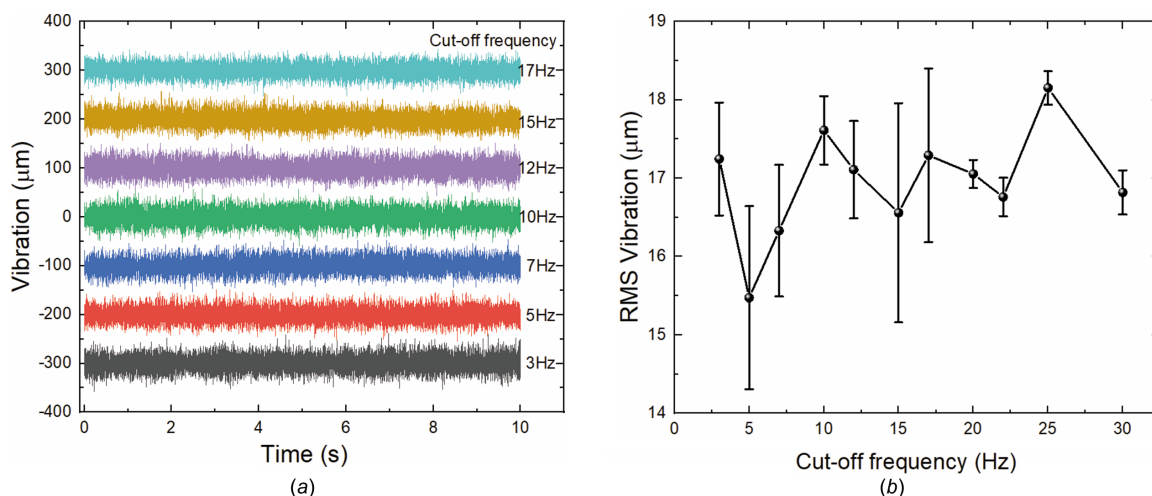 400
300
200
100
0
-100
-200
-300
-400
Vibration (μm)
Cut-off frequency
17Hz
15Hz
12Hz
10Hz
7Hz
5Hz
3Hz
0 2 4 6 8 10
Time (s)
(a)
19
18
17
16
15
14
RMS Vibration (μm)
0 5 10 15 20 25 30
Cut-off frequency (Hz)
(b)